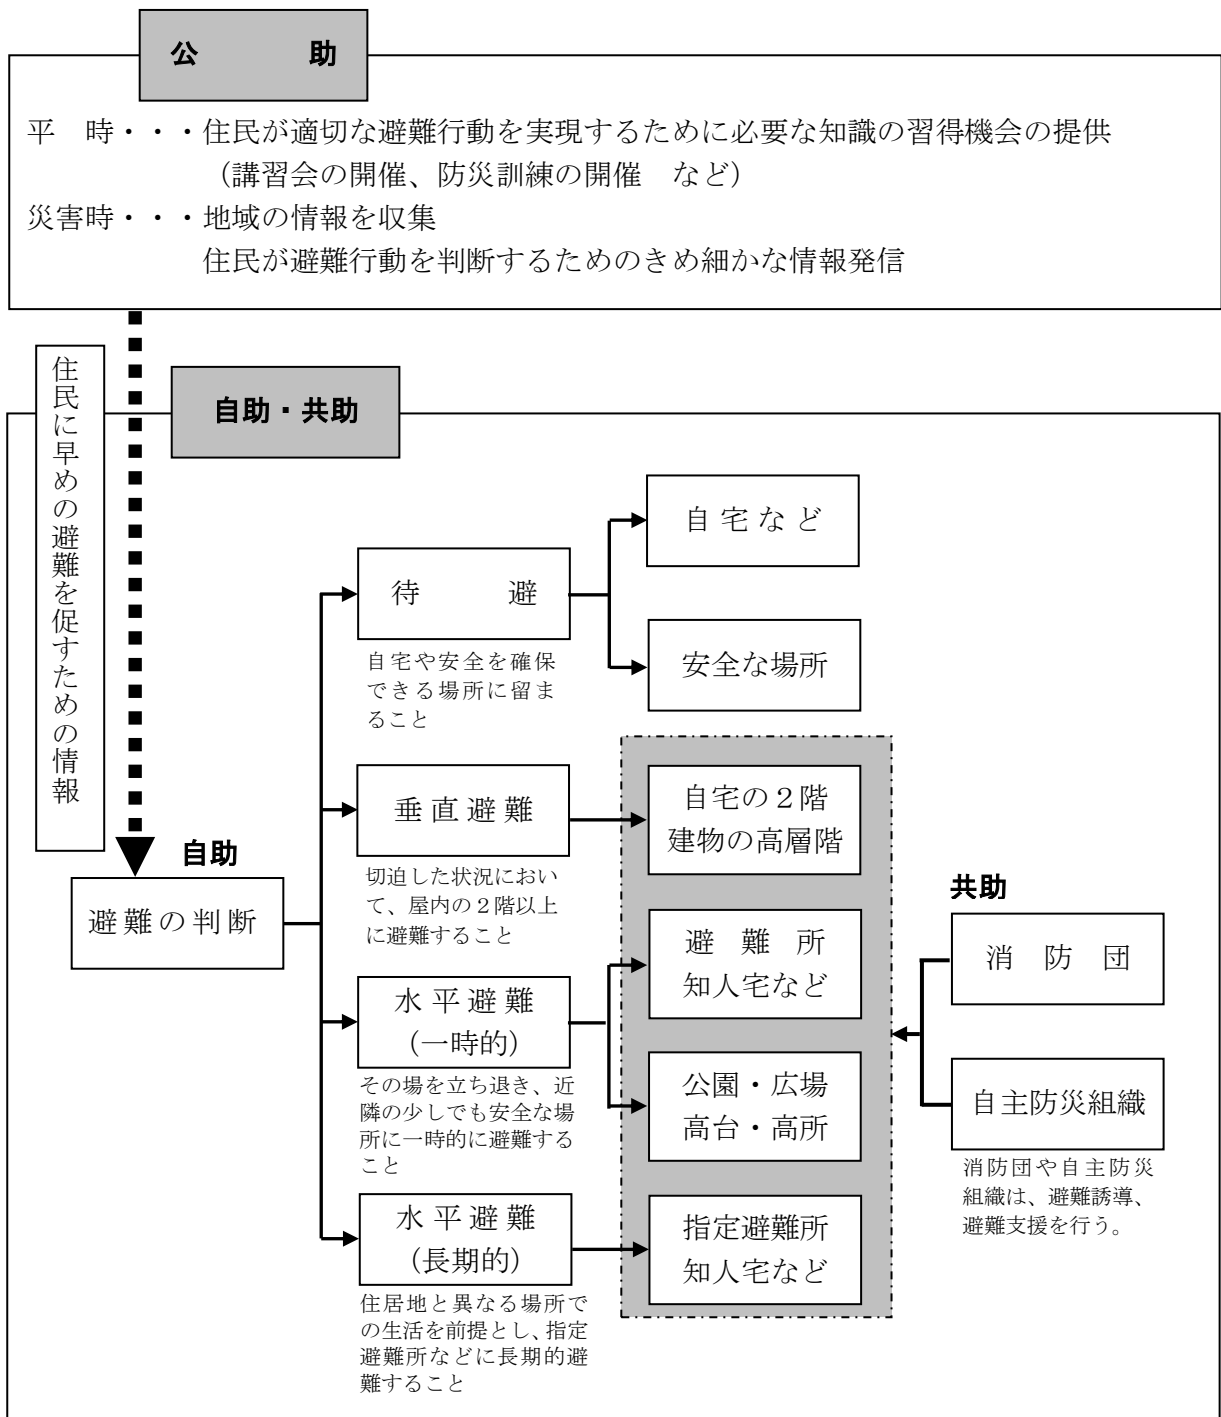 公　助
平　時・・・住民が適切な避難行動を実現するために必要な知識の習得機会の提供
（講習会の開催、防災訓練の開催　など）
災害時・・・地域の情報を収集
住民が避難行動を判断するためのきめ細かな情報発信
住民に早めの避難を促すための情報
自助・共助
自宅など
待　避
自宅や安全を確保
できる場所に留ま
ること
安全な場所
垂直避難
切迫した状況におい
て、屋内の２階以上
に避難すること
自宅の２階
建物の高層階
自助
避難の判断
共助
消防団
水平避難
（一時的）
その場を立ち退き、近
隣の少しでも安全な場
所に一時的に避難する
こと
避難所
知人宅など
公園・広場
高台・高所
自主防災組織
消防団や自主防災
組織は、避難誘導、
避難支援を行う。
水平避難
（長期的）
住居地と異なる場所で
の生活を前提とし、指定
避難所などに長期的避
難すること
指定避難所
知人宅など